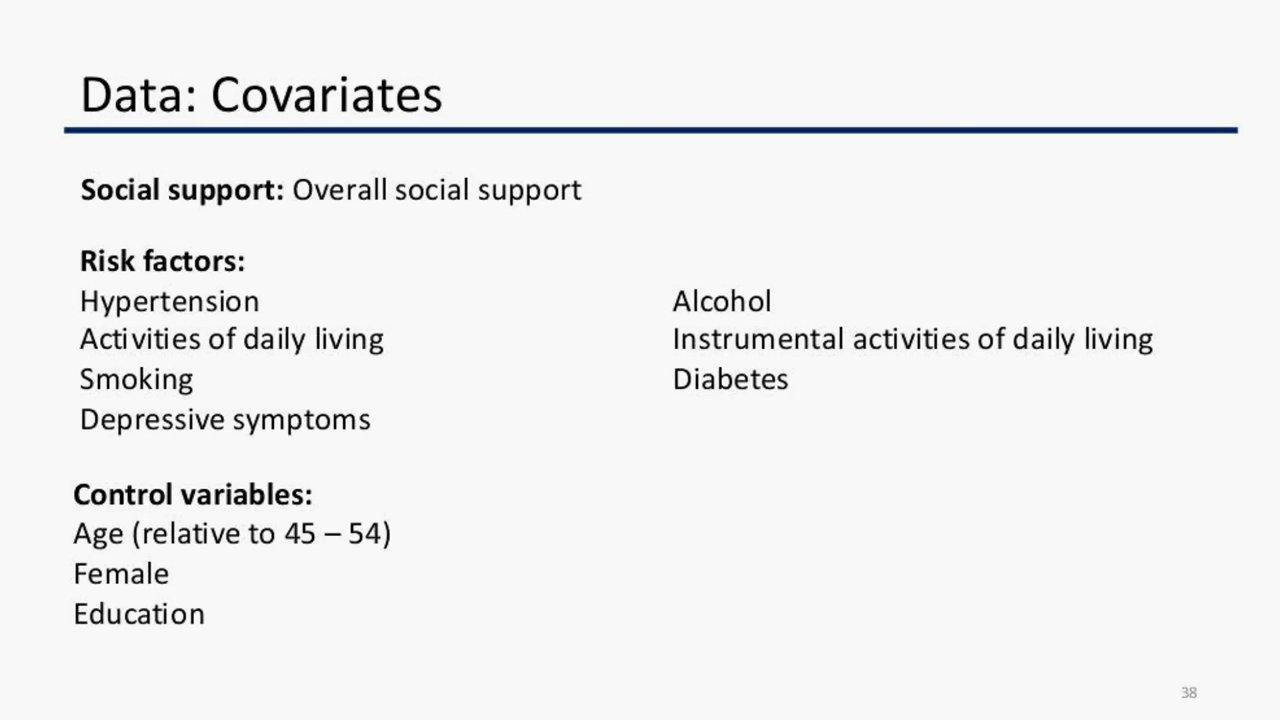 Data: Covariates
Social support: Overall social support
Risk factors:
Hypertension
Activities of daily living
Smoking
Depressive symptoms
Alcohol
Instrumental activities of daily living
Diabetes
Control variables:
Age (relative to 45 – 54)
Female
Education
38